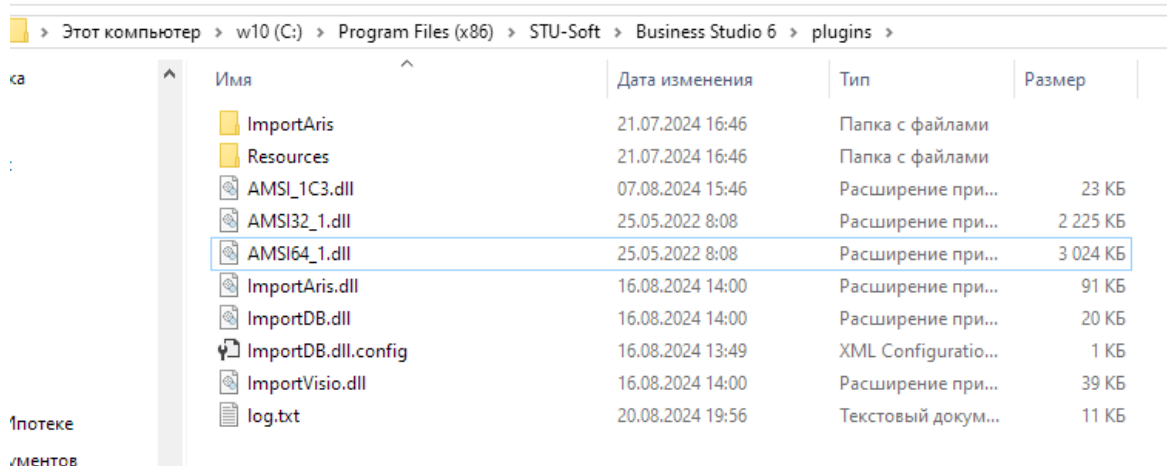 Этот компьютер > w10 (C:) > Program Files (x86) > STU-Soft > Business Studio 6 > plugins >
Имя Дата изменения Тип Размер
ImportAris 21.07.2024 16:46 Папка с файлами
Resources 21.07.2024 16:46 Папка с файлами
AMSI_1C3.dll 07.08.2024 15:46 Расширение при... 23 КБ
AMSI32_1.dll 25.05.2022 8:08 Расширение при... 2 225 КБ
AMSI64_1.dll 25.05.2022 8:08 Расширение при... 3 024 КБ
ImportAris.dll 16.08.2024 14:00 Расширение при... 91 КБ
ImportDB.dll 16.08.2024 14:00 Расширение при... 20 КБ
ImportDB.dll.config 16.08.2024 13:49 XML Configuratio... 1 КБ
ImportVisio.dll 16.08.2024 14:00 Расширение при... 39 КБ
log.txt 20.08.2024 19:56 Текстовый докум... 11 КБ